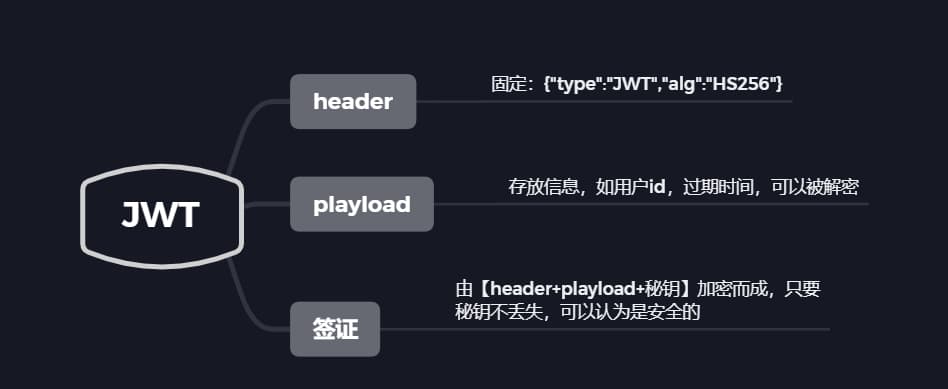 header
固定：{"type":"JWT","alg":"HS256"}
JWT
playload
存放信息，如用户id，过期时间，可以被解密
签证
由【header+playload+秘钥】加密而成，只要
秘钥不丢失，可以认为是安全的